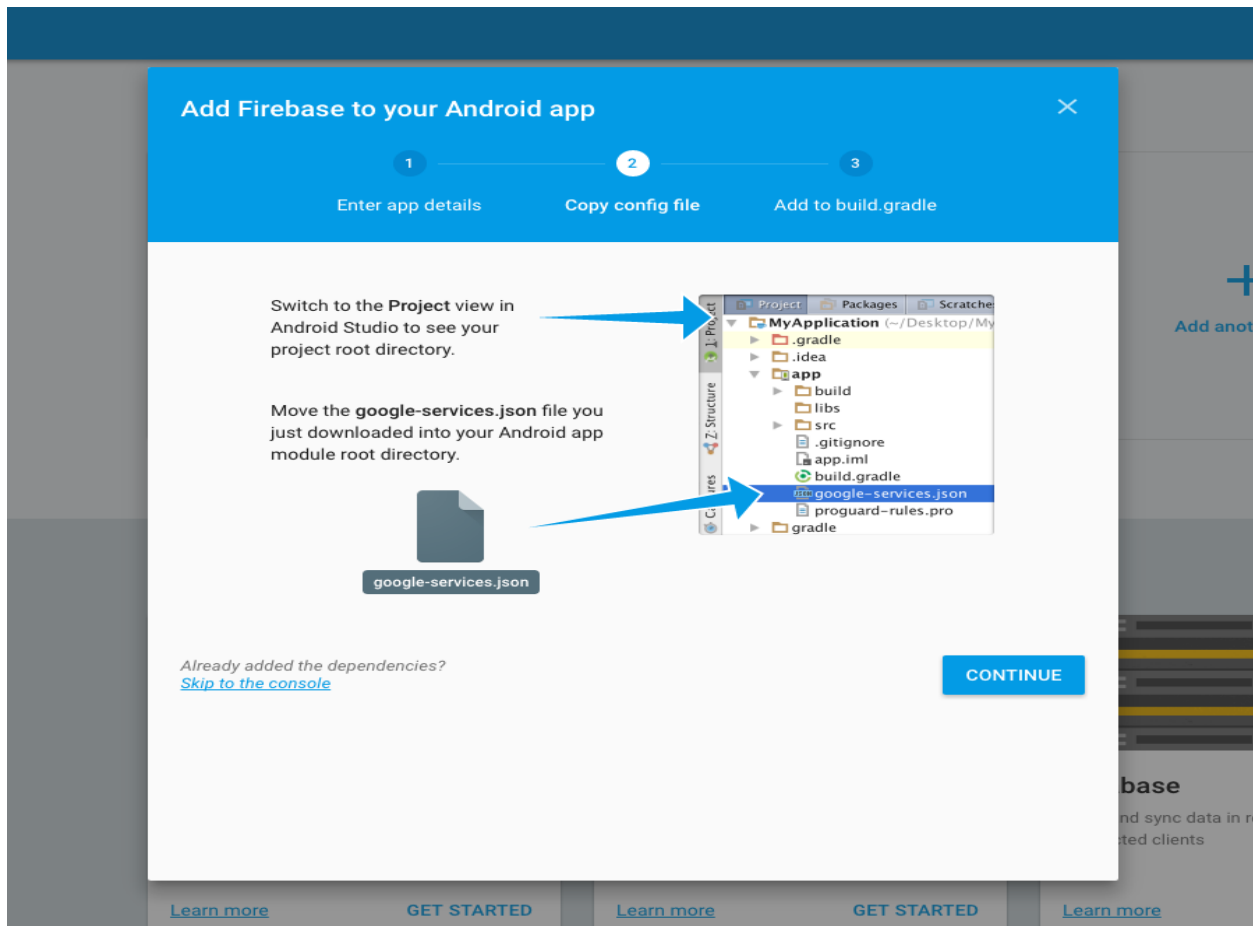 Add Firebase to your Android app
1
2
3
Enter app details
Copy config file
Add to build.gradle
Switch to the Project view in
Android Studio to see your
project root directory.
Move the google-services.json file you
just downloaded into your Android app
module root directory.
google-services.json
1: Project
Z: Structure
Project
Packages
Scratche
MyApplication (~/Desktop/My
.gradle
.idea
app
build
libs
src
.gitignore
app.iml
build.gradle
google-services.json
proguard-rules.pro
gradle
Already added the dependencies?
Skip to the console
CONTINUE
Add anot
base
nd sync data in r
cted clients
Learn more
GET STARTED
Learn more
GET STARTED
Learn more